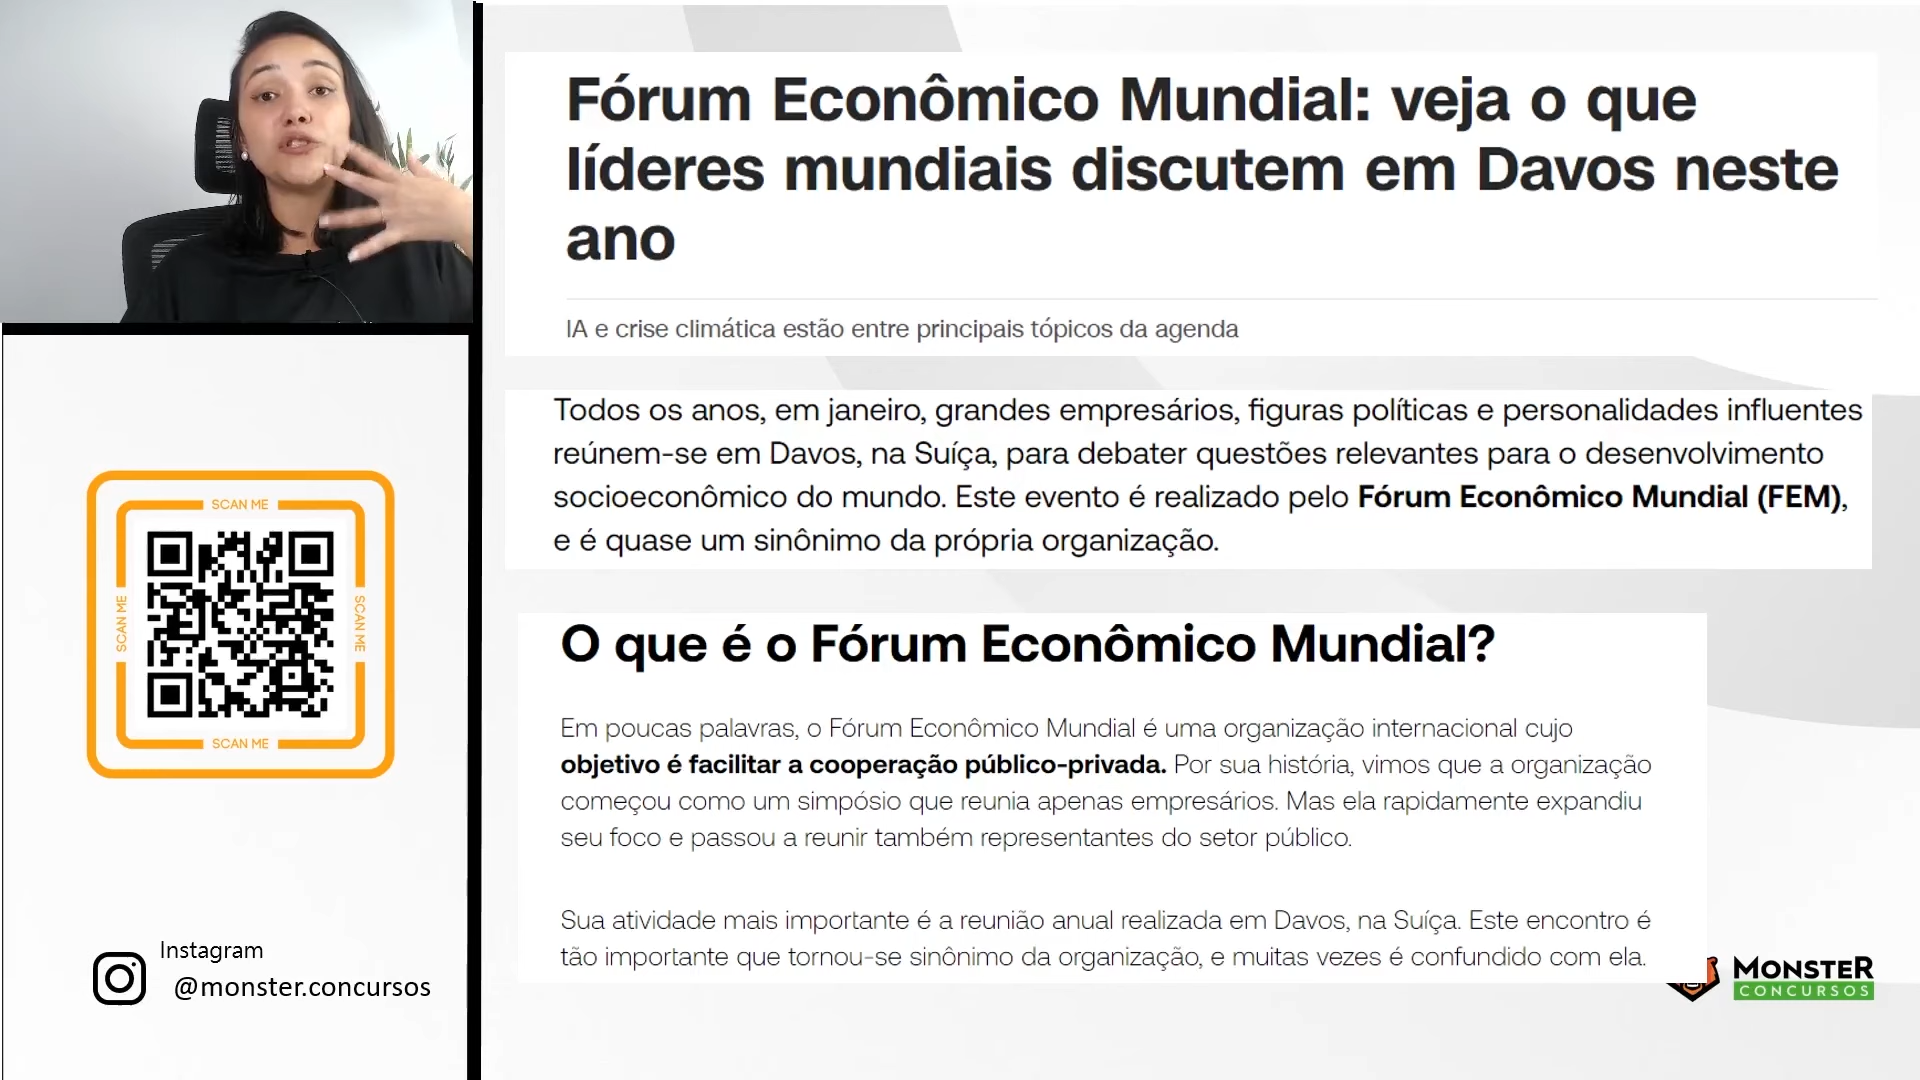 Fórum Econômico Mundial: veja o que
líderes mundiais discutem em Davos neste
ano
IA e crise climática estão entre principais tópicos da agenda
Todos os anos, em janeiro, grandes empresários, figuras políticas e personalidades influentes
reúnem-se em Davos, na Suíça, para debater questões relevantes para o desenvolvimento
socioeconômico do mundo. Este evento é realizado pelo Fórum Econômico Mundial (FEM),
e é quase um sinônimo da própria organização.
O que é o Fórum Econômico Mundial?
Em poucas palavras, o Fórum Econômico Mundial é uma organização internacional cujo
objetivo é facilitar a cooperação público-privada. Por sua história, vimos que a organização
começou como um simpósio que reunia apenas empresários. Mas ela rapidamente expandiu
seu foco e passou a reunir também representantes do setor público.
Sua atividade mais importante é a reunião anual realizada em Davos, na Suíça. Este encontro é
tão importante que tornou-se sinônimo da organização, e muitas vezes é confundido com ela.
SCAN ME
SCAN ME
SCAN ME
SCAN ME
Instagram
@monster.concursos
MONSTER
CONCURSOS